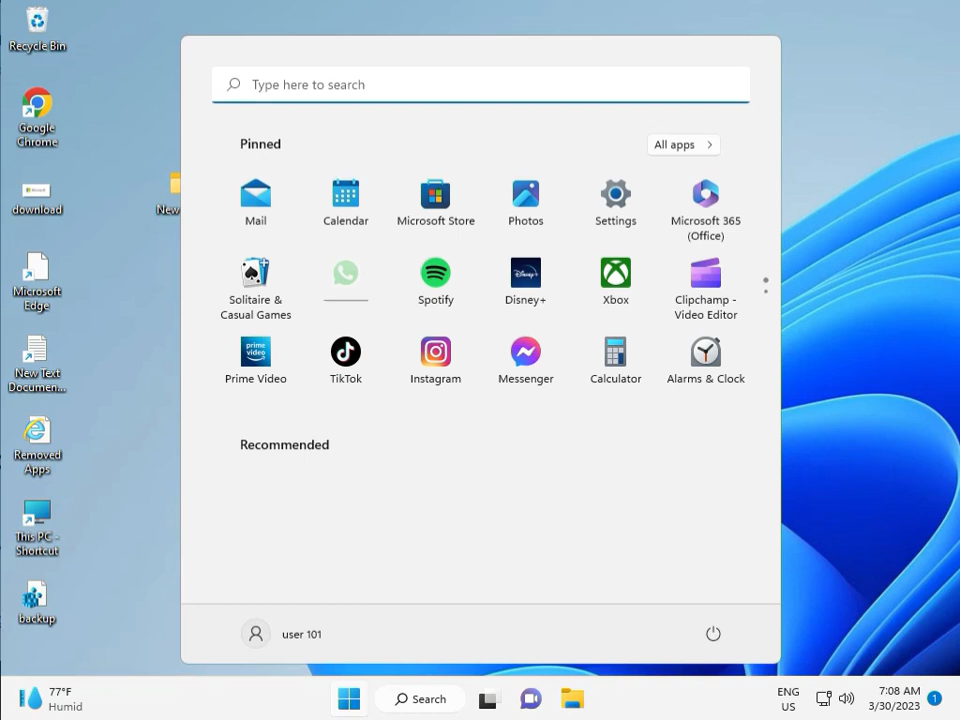 Recycle Bin
Google
Chrome
download
New
Microsoft
Edge
New Text
Documen...
Removed
Apps
This PC -
Shortcut
backup
Type here to search
Pinned
All apps
Mail
Calendar
Microsoft Store
Photos
Settings
Microsoft 365
(Office)
Solitaire &
Casual Games
Spotify
Disney+
Disney+
Xbox
Clipchamp -
Video Editor
prime
video
Prime Video
TikTok
Instagram
Messenger
Calculator
Alarms & Clock
Recommended
user 101
77°F
Humid
Search
ENG
US
7:08 AM
3/30/2023
1